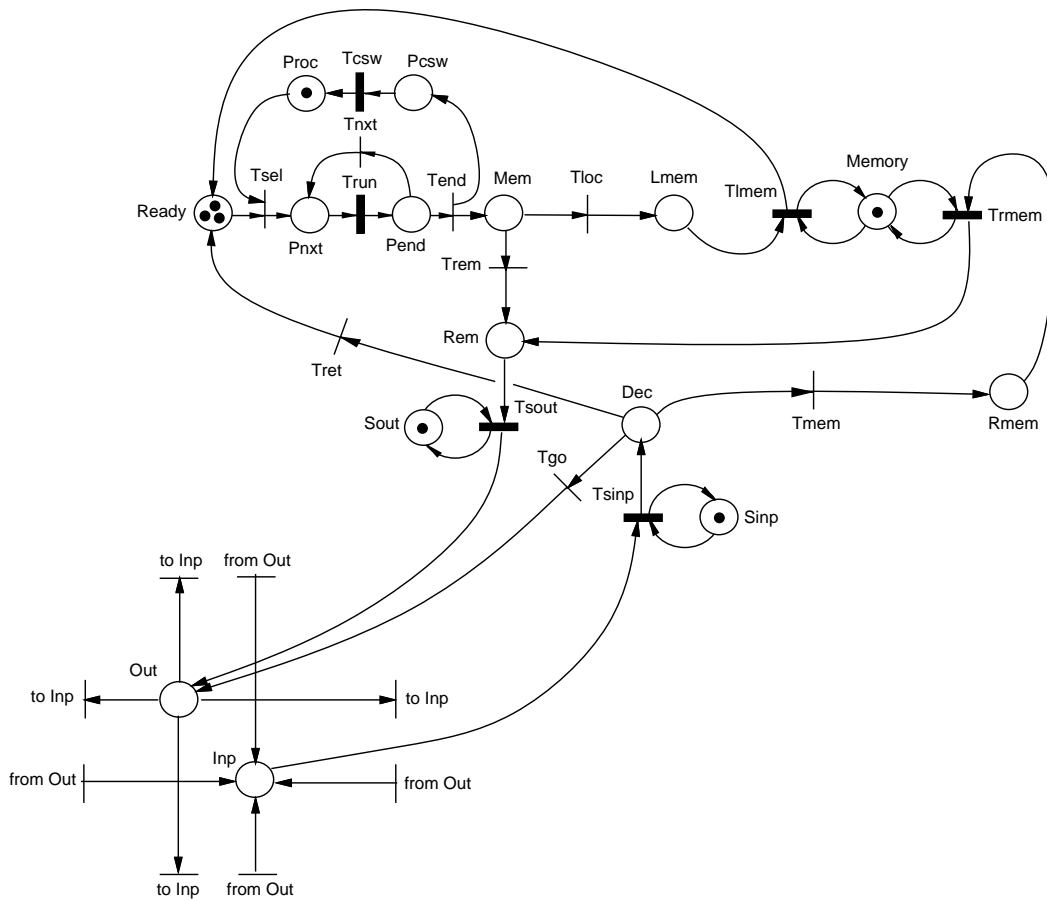 Proc
Tcsw
Pcsw
Tnxt
Tsel
Trun
Tend
Mem
Tloc
Lmem
Memory
Ready
Tlmem
Trmem
Pnxt
Pend
Trem
Rem
Tret
Dec
Sout
Tsout
Tmem
Rmem
Tgo
Tsinp
Sinp
to Inp
from Out
Out
to Inp
to Inp
Inp
from Out
from Out
to Inp
from Out